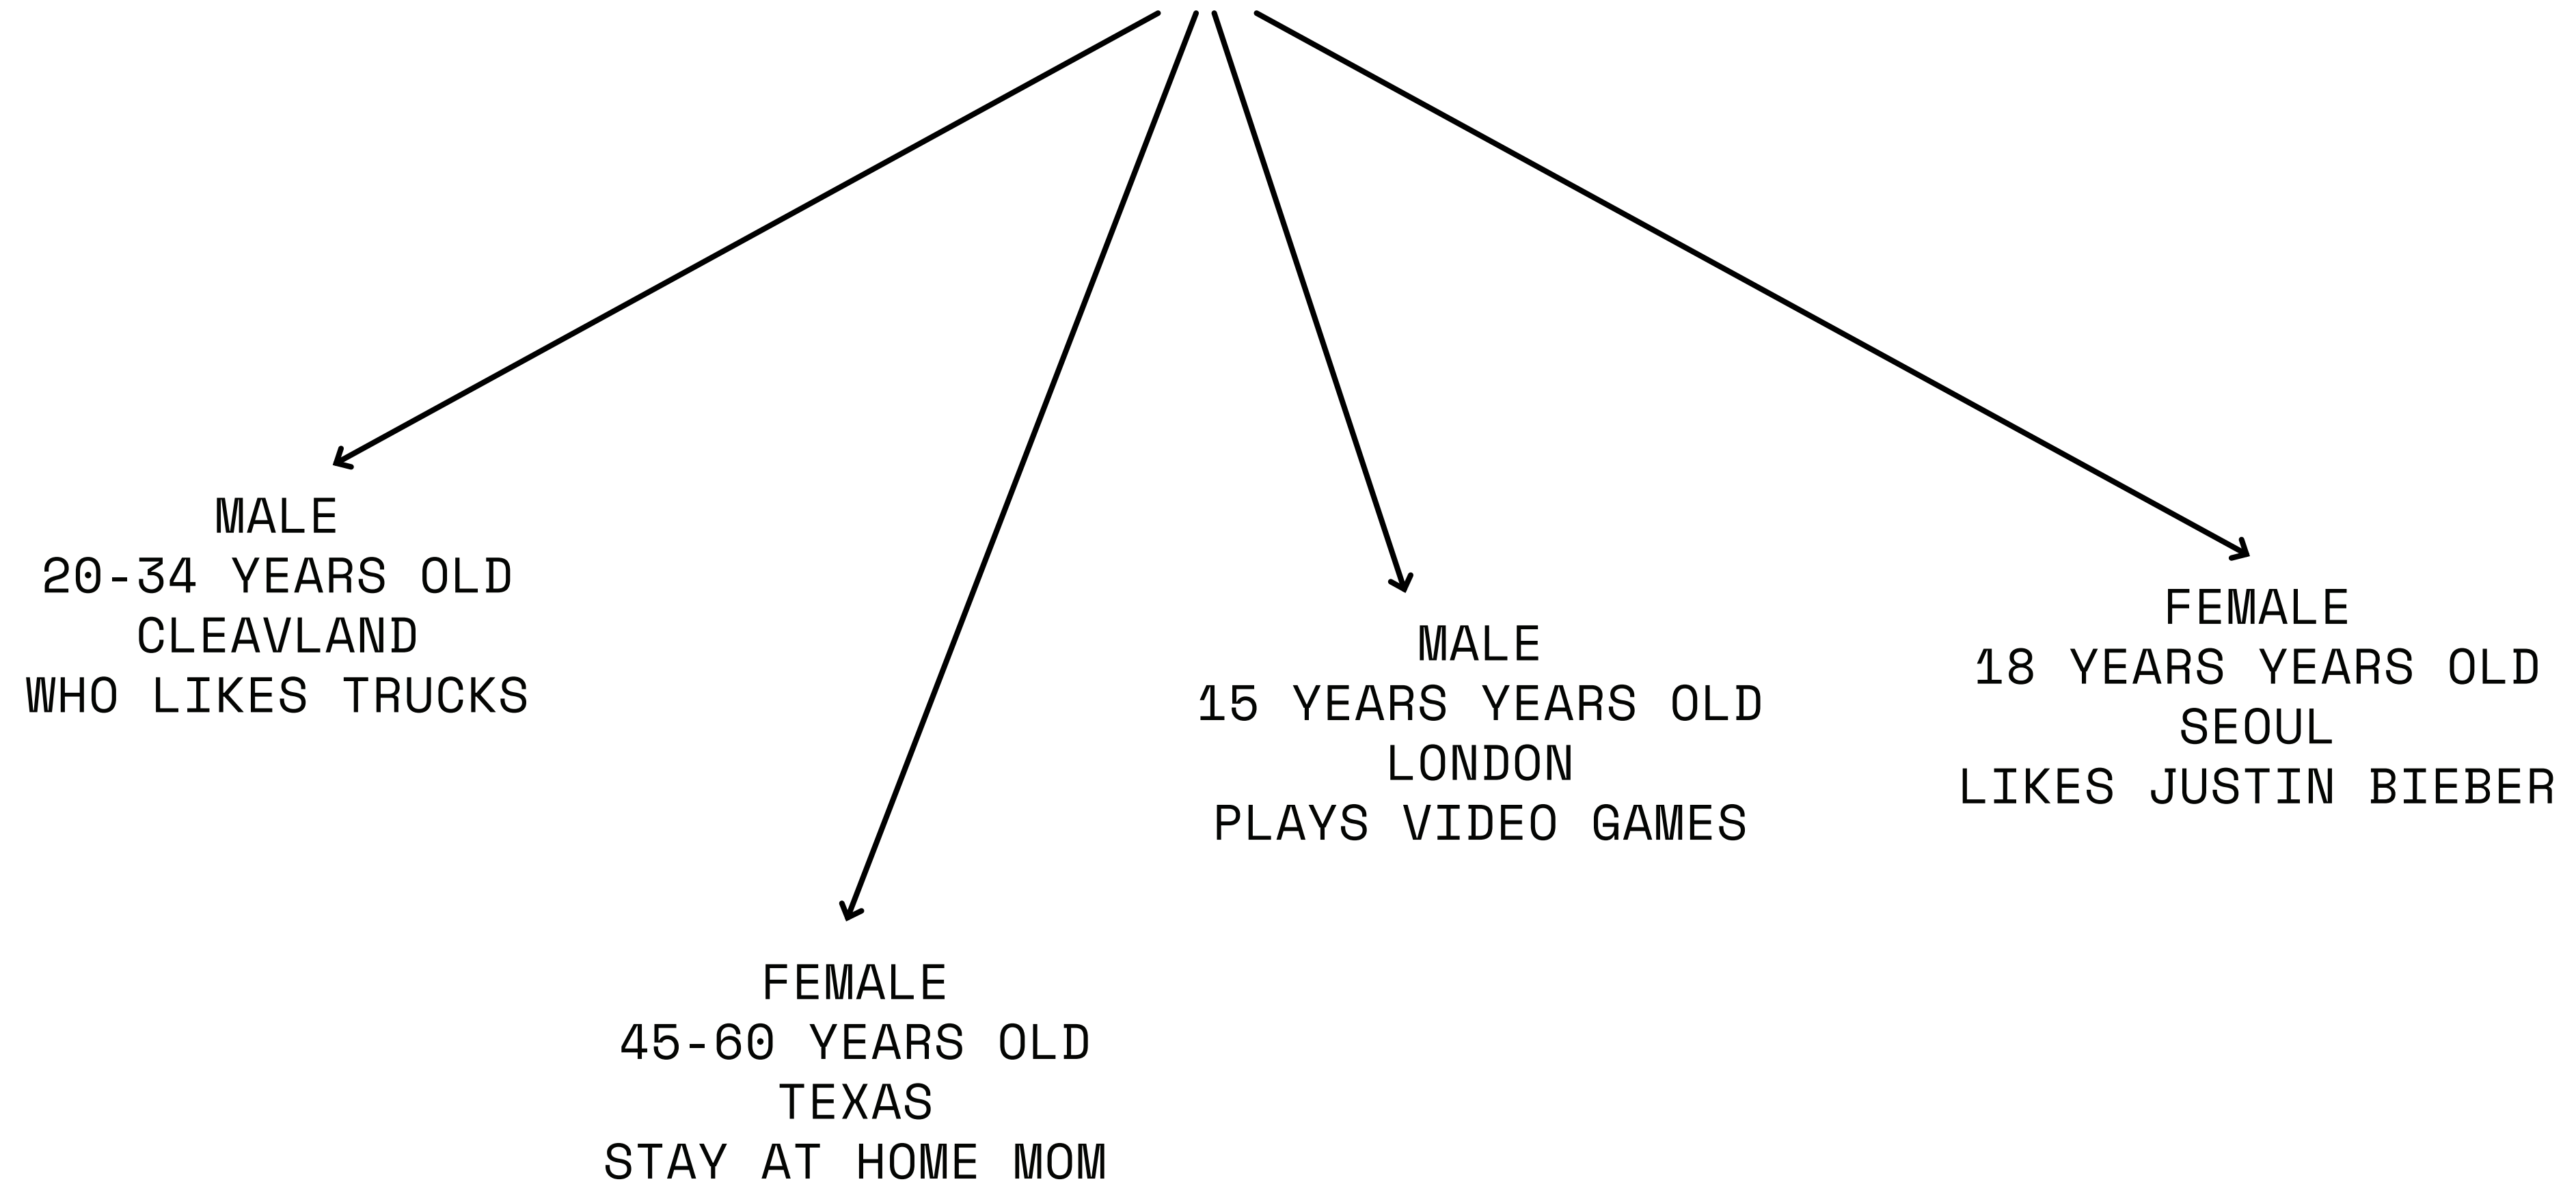 MALE
20-34 YEARS OLD
CLEAVLAND
WHO LIKES TRUCKS
FEMALE
45-60 YEARS OLD
TEXAS
STAY AT HOME MOM
MALE
15 YEARS YEARS OLD
LONDON
PLAYS VIDEO GAMES
FEMALE
18 YEARS YEARS OLD
SEOUL
LIKES JUSTIN BIEBER